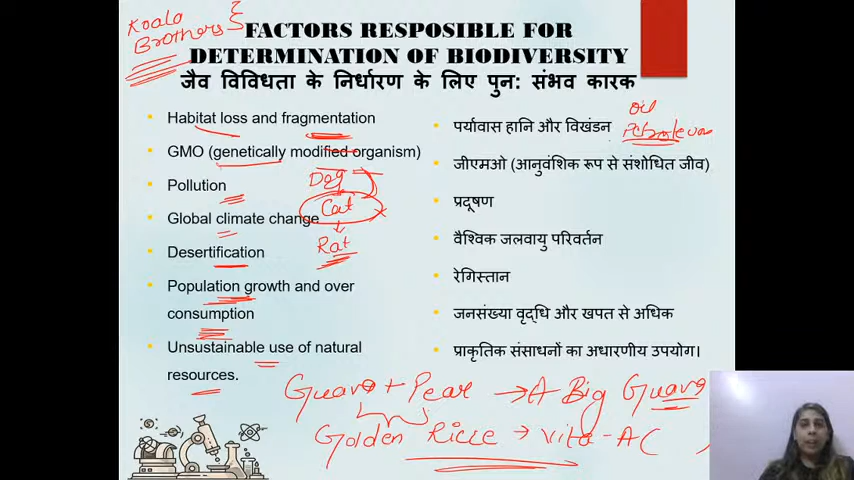 Koala
Brothers
FACTORS RESPOSIBLE FOR
DETERMINATION OF BIODIVERSITY
जैव विविधता के निर्धारण के लिए पुन: संभव कारक
Habitat loss and fragmentation
GMO (genetically modified organism)
Pollution
Global climate change
Desertification
Population growth and over
consumption
Unsustainable use of natural
resources.
Dog
Cat
Rat
oil
Petroleum
पर्यावास हानि और विखंडन
जीएमओ (आनुवंशिक रूप से संशोधित जीव)
प्रदूषण
वैश्विक जलवायु परिवर्तन
रेगिस्तान
जनसंख्या वृद्धि और खपत से अधिक
प्राकृतिक संसाधनों का अधारणीय उपयोग।
Guava + Pear → A Big Guava
Golden Ricce → vita-A(